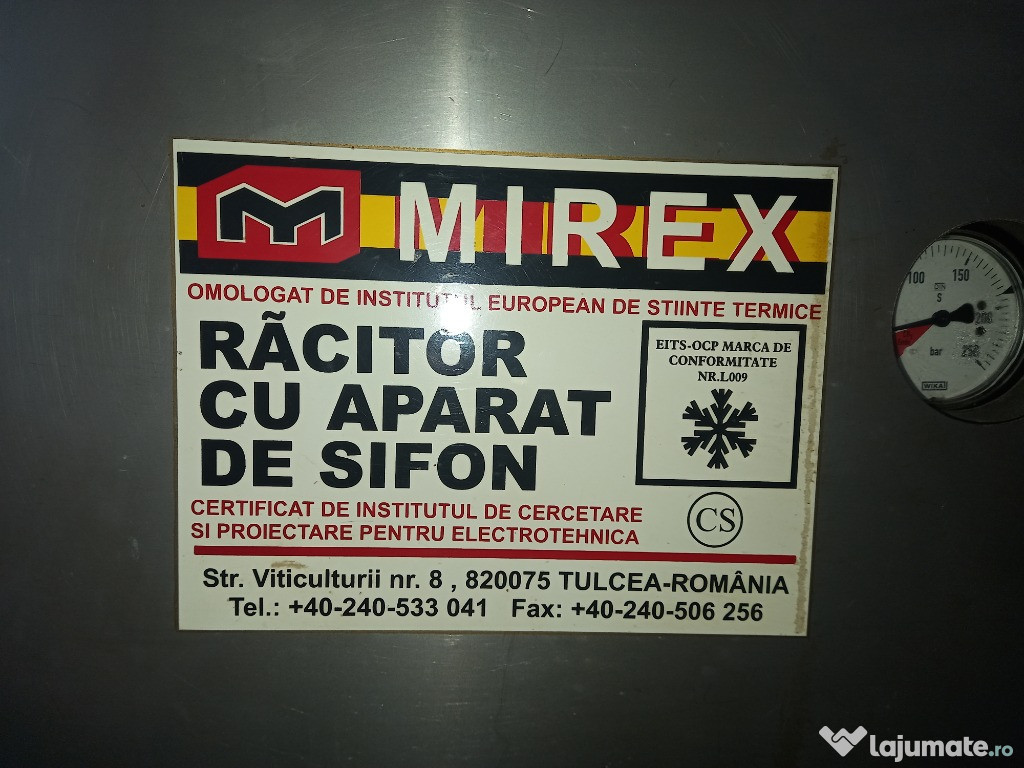 MIREX
OMOLOGAT DE INSTITUTUL EUROPEAN DE STIINTE TERMICE
RÃCITOR
CU APARAT
DE SIFON
EITS-OCP MARCA DE
CONFORMITATE
NR.L009
CS
CERTIFICAT DE INSTITUTUL DE CERCETARE
SI PROIECTARE PENTRU ELECTROTEHNICA
Str. Viticulturii nr. 8 , 820075 TULCEA-ROMÂNIA
Tel.: +40-240-533 041 Fax: +40-240-506 256
100 150
S
200
bar 250
WIKA
lajumate.ro